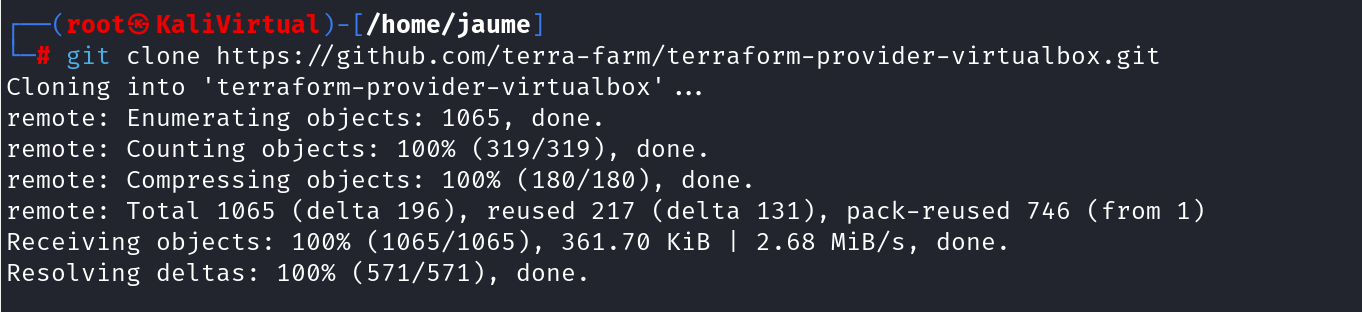 ┌──(root㉿KaliVirtual)-[/home/jaume]
└─# git clone https://github.com/terra-farm/terraform-provider-virtualbox.git
Cloning into 'terraform-provider-virtualbox'...
remote: Enumerating objects: 1065, done.
remote: Counting objects: 100% (319/319), done.
remote: Compressing objects: 100% (180/180), done.
remote: Total 1065 (delta 196), reused 217 (delta 131), pack-reused 746 (from 1)
Receiving objects: 100% (1065/1065), 361.70 KiB | 2.68 MiB/s, done.
Resolving deltas: 100% (571/571), done.